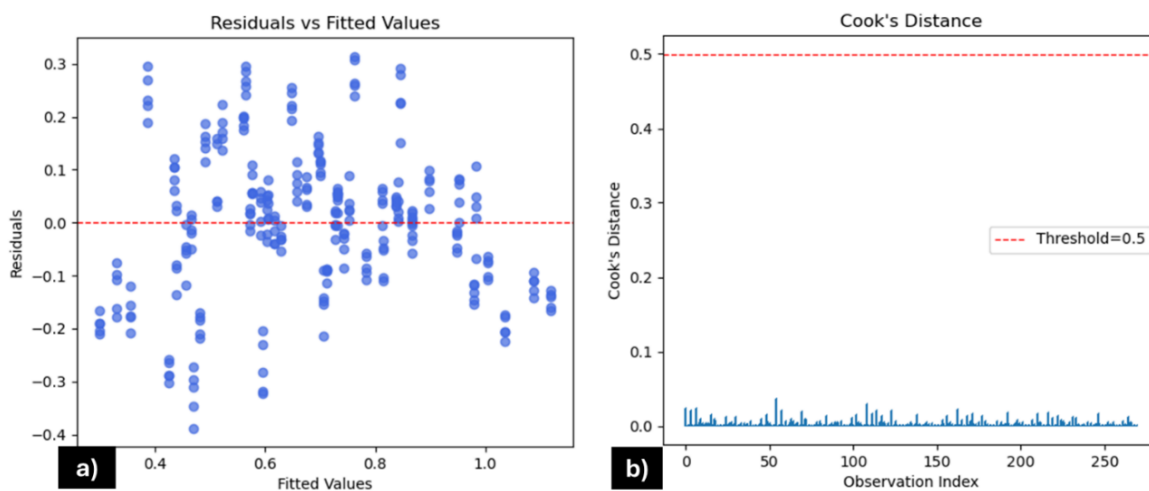 Residuals vs Fitted Values
Residuals
0.3
0.2
0.1
0.0
−0.1
−0.2
−0.3
−0.4
0.4 0.6 0.8 1.0
Fitted Values
a)
Cook's Distance
Cook's Distance
0.5
0.4
0.3
0.2
0.1
0.0
Threshold=0.5
0 50 100 150 200 250
Observation Index
b)